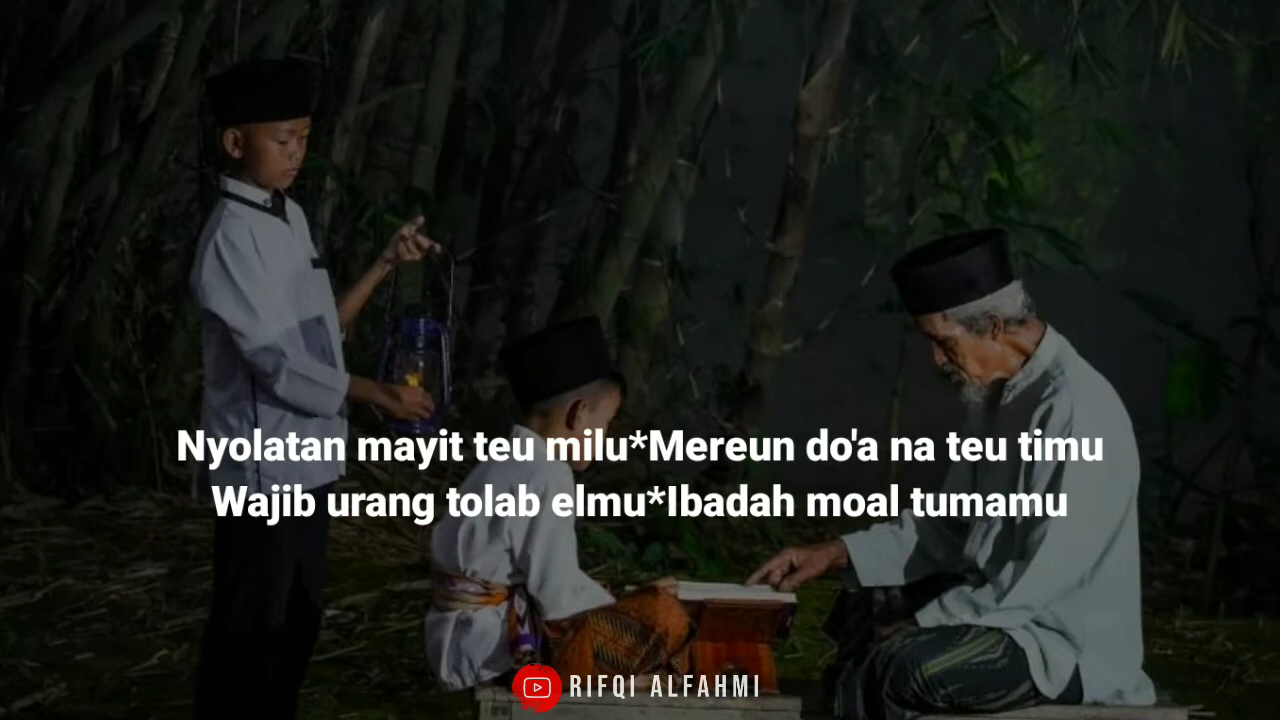 Nyolatan mayit teu milu*Mereun do'a na teu timu
Wajib urang tolab elmu*Ibadah moal tumamu
RIFQI ALFAHMI